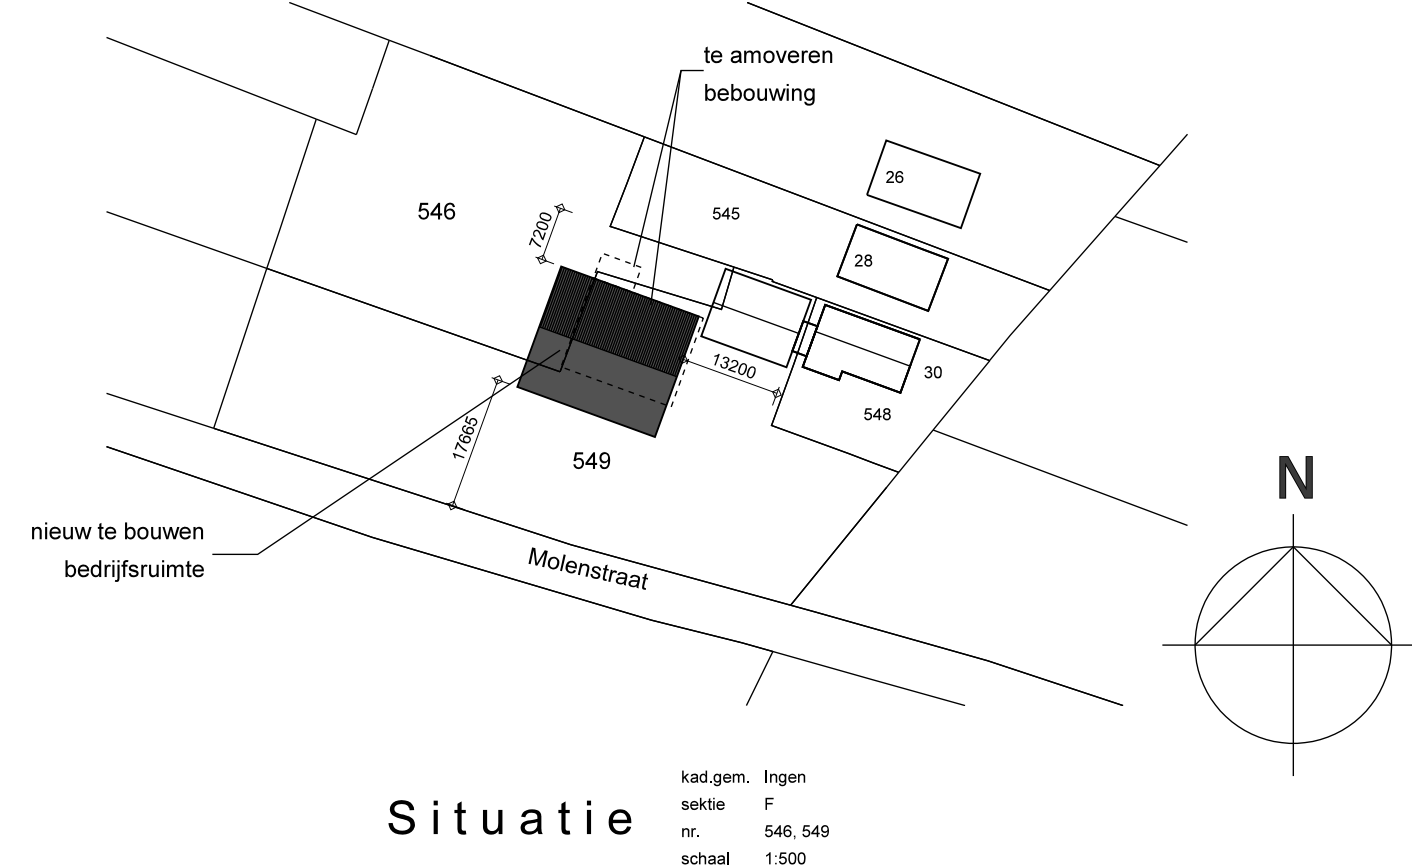 te amoveren
bebouwing
26
546
545
7200
28
13200
30
548
17665
549
N
nieuw te bouwen
bedrijfsruimte
Molenstraat
Situatie
kad.gem. Ingen
sektie F
nr. 546, 549
schaal 1:500